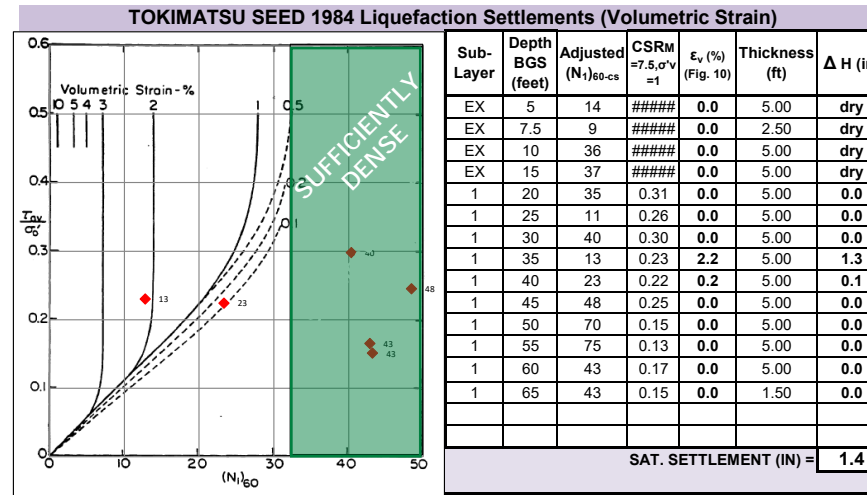 TOKIMATSU SEED 1984 Liquefaction Settlements (Volumetric Strain)
0.6
Volumetric Strain-%
10 5 4 3 2 1 0.5
0.5
SUFFICIENTLY
DENSE
0.4
0.2
0.1
0.3
40
48
13
23
0.2
43
43
0.1
0
0 10 20 30 40 50
(N₁)60
Sub-Layer Depth BGS (feet) Adjusted (N₁)60-cs CSRM =7.5,σ'v =1 εv (%) (Fig. 10) Thickness (ft) Δ H (in
EX 5 14 ##### 0.0 5.00 dry
EX 7.5 9 ##### 0.0 2.50 dry
EX 10 36 ##### 0.0 5.00 dry
EX 15 37 ##### 0.0 5.00 dry
1 20 35 0.31 0.0 5.00 0.0
1 25 11 0.26 0.0 5.00 0.0
1 30 40 0.30 0.0 5.00 0.0
1 35 13 0.23 2.2 5.00 1.3
1 40 23 0.22 0.2 5.00 0.1
1 45 48 0.25 0.0 5.00 0.0
1 50 70 0.15 0.0 5.00 0.0
1 55 75 0.13 0.0 5.00 0.0
1 60 43 0.17 0.0 5.00 0.0
1 65 43 0.15 0.0 1.50 0.0
SAT. SETTLEMENT (IN) = 1.4